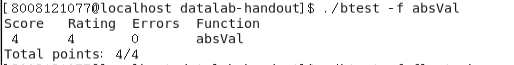 [8008121077@localhost datalab-handout]$ ./btest -f absVal
Score Rating Errors Function
4 4 0 absVal
Total points: 4/4